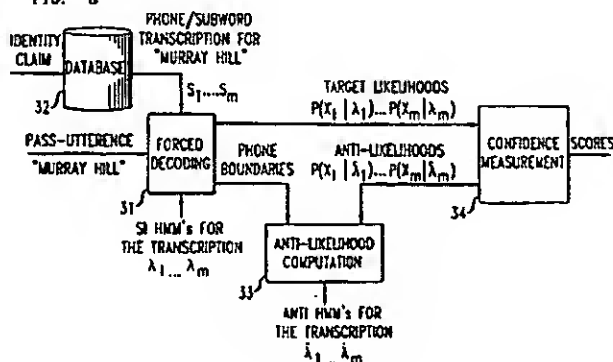 IDENTITY
CLAIM
DATABASE
32
PHONE/SUBWORD
TRANSCRIPTION FOR
"MURRAY HILL"
S1...Sm
PASS-UTTERENCE
"MURRAY HILL"
FORCED
DECODING
31
SI HMM's FOR
THE TRANSCRIPTION
λ1... λm
TARGET LIKELIHOODS
P(X1 | λ1)...P(Xm | λm)
PHONE
BOUNDARIES
ANTI-LIKELIHOODS
P(X1 | λ̄1)...P(Xm | λ̄m)
ANTI-LIKELIHOOD
COMPUTATION
33
ANTI HMM's FOR
THE TRANSCRIPTION
λ̄1... λ̄m
CONFIDENCE
MEASUREMENT
34
SCORES